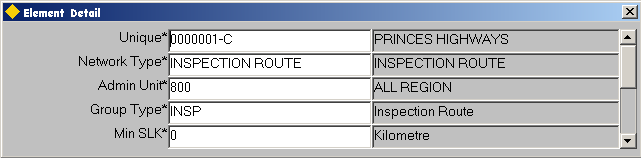 Element Detail
Unique* 0000001-C PRINCES HIGHWAYS
Network Type* INSPECTION ROUTE INSPECTION ROUTE
Admin Unit* 800 ALL REGION
Group Type* INSP Inspection Route
Min SLK* 0 Kilometre